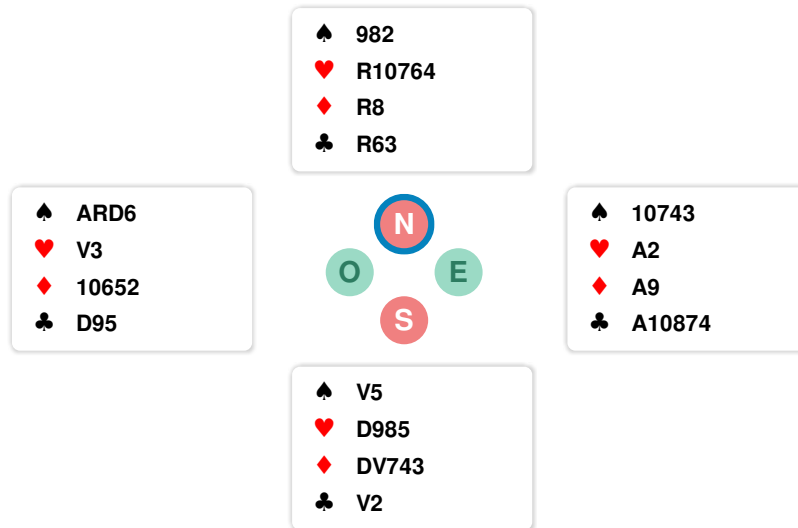 ♠ 982
♥ R10764
♦ R8
♣ R63
♠ ARD6
♥ V3
♦ 10652
♣ D95
N
O E
S
♠ 10743
♥ A2
♦ A9
♣ A10874
♠ V5
♥ D985
♦ DV743
♣ V2